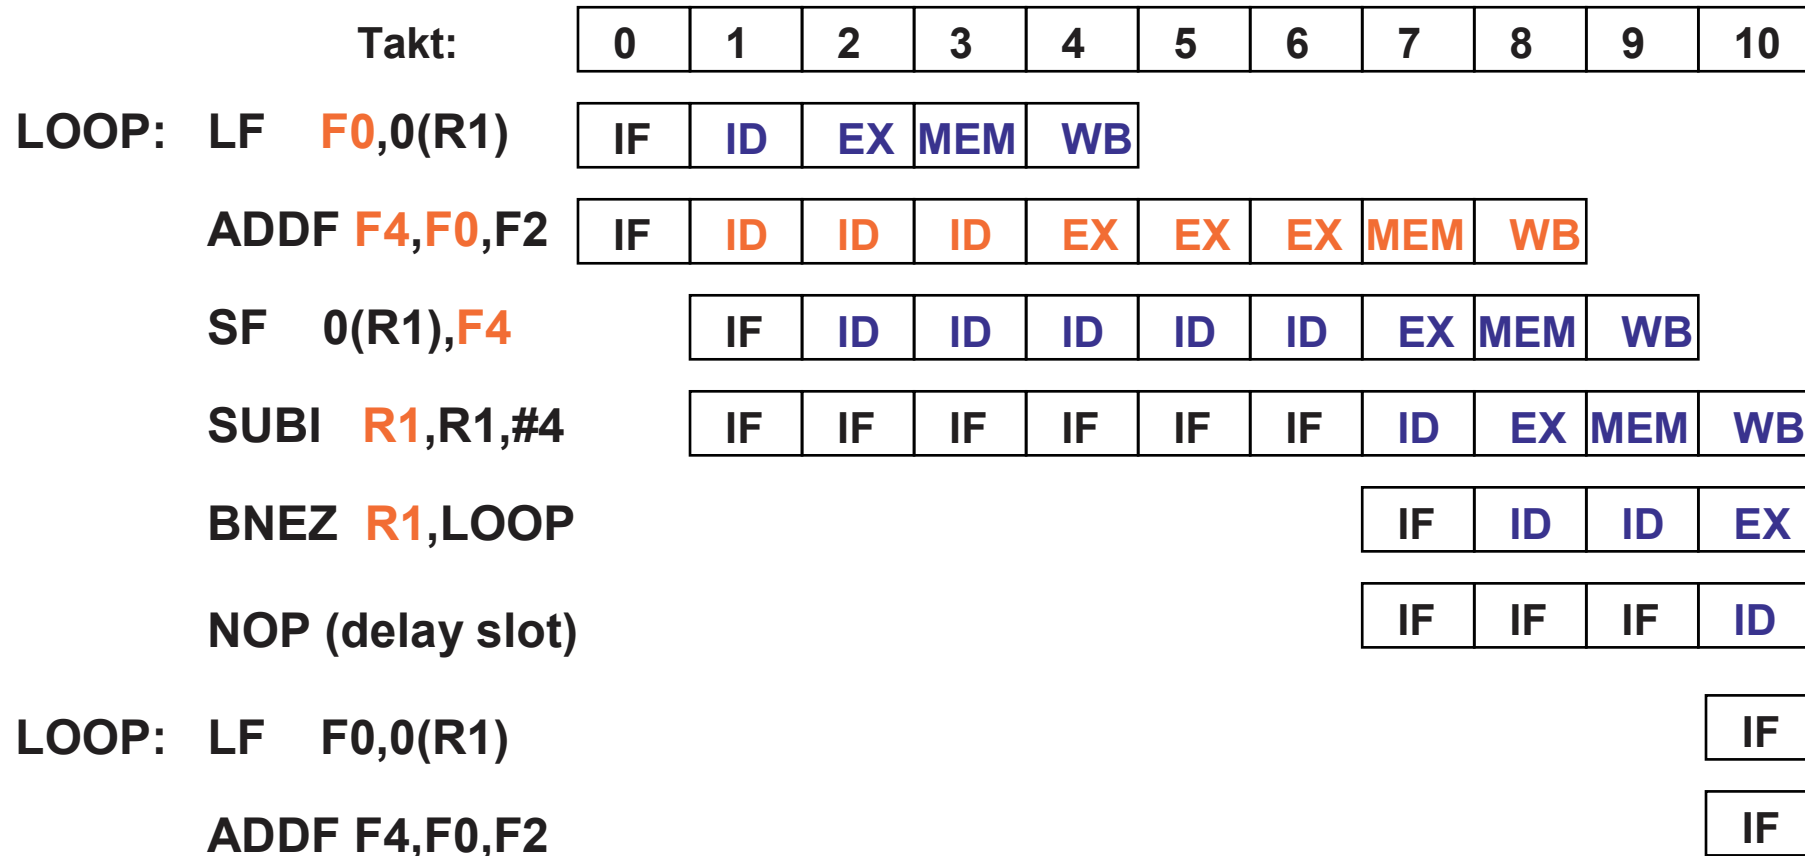 Takt: 0 1 2 3 4 5 6 7 8 9 10
LOOP: LF F0,0(R1) IF ID EX MEM WB
ADDF F4,F0,F2 IF ID ID ID EX EX EX MEM WB
SF 0(R1),F4 IF ID ID ID ID ID EX MEM WB
SUBI R1,R1,#4 IF IF IF IF IF IF ID EX MEM WB
BNEZ R1,LOOP IF ID ID EX
NOP (delay slot) IF IF IF ID
LOOP: LF F0,0(R1) IF
ADDF F4,F0,F2 IF